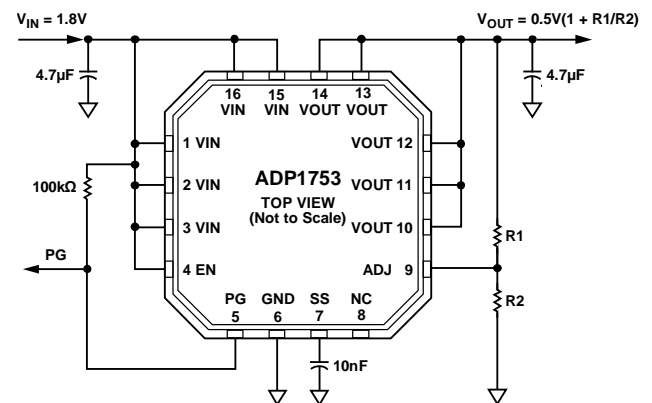 VIN = 1.8V
VOUT = 0.5V(1 + R1/R2)
4.7µF
4.7µF
16
VIN
15
VIN
14
VOUT
13
VOUT
1 VIN
2 VIN
3 VIN
4 EN
VOUT 12
VOUT 11
VOUT 10
ADJ 9
ADP1753
TOP VIEW
(Not to Scale)
100kΩ
PG
R1
R2
PG
5
GND
6
SS
7
NC
8
10nF